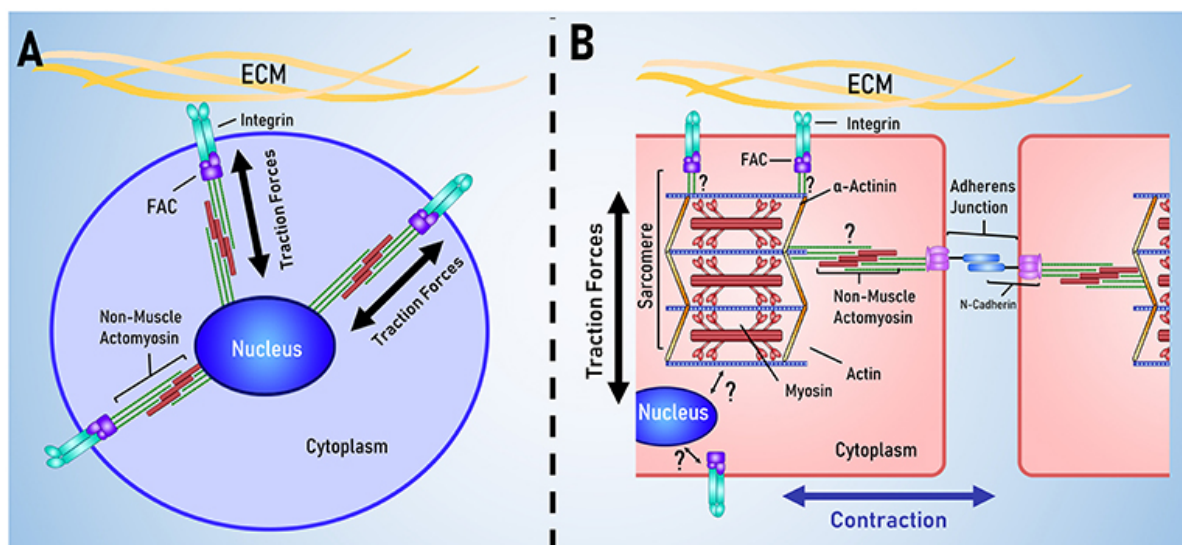 A
ECM
Integrin
FAC
Traction Forces
Traction Forces
Non-Muscle
Actomyosin
Nucleus
Cytoplasm
B
ECM
Integrin
FAC
?
?
α-Actinin
Adherens
Junction
Traction Forces
Sarcomere
?
Non-Muscle
Actomyosin
N-Cadherin
Actin
Myosin
?
Nucleus
?
Cytoplasm
Contraction